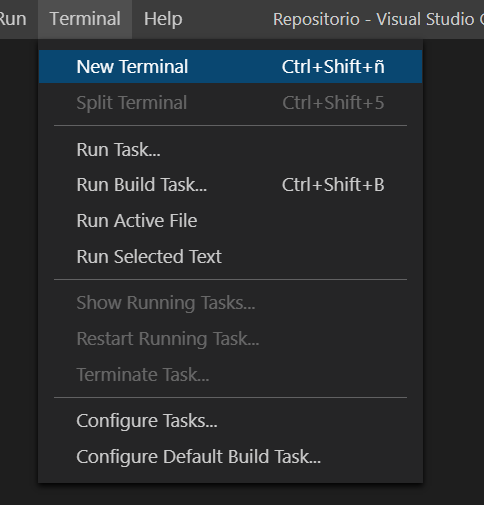 Run Terminal Help Repositorio - Visual Studio
New Terminal Ctrl+Shift+ñ
Split Terminal Ctrl+Shift+5
Run Task...
Run Build Task... Ctrl+Shift+B
Run Active File
Run Selected Text
Show Running Tasks...
Restart Running Task...
Terminate Task...
Configure Tasks...
Configure Default Build Task...